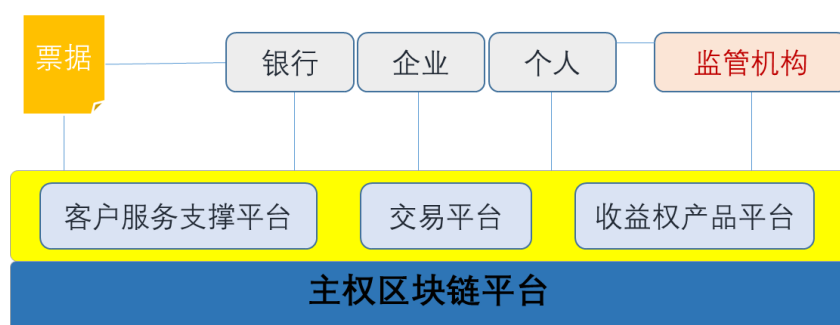 票据
银行
企业
个人
监管机构
客户服务支撑平台
交易平台
收益权产品平台
主权区块链平台